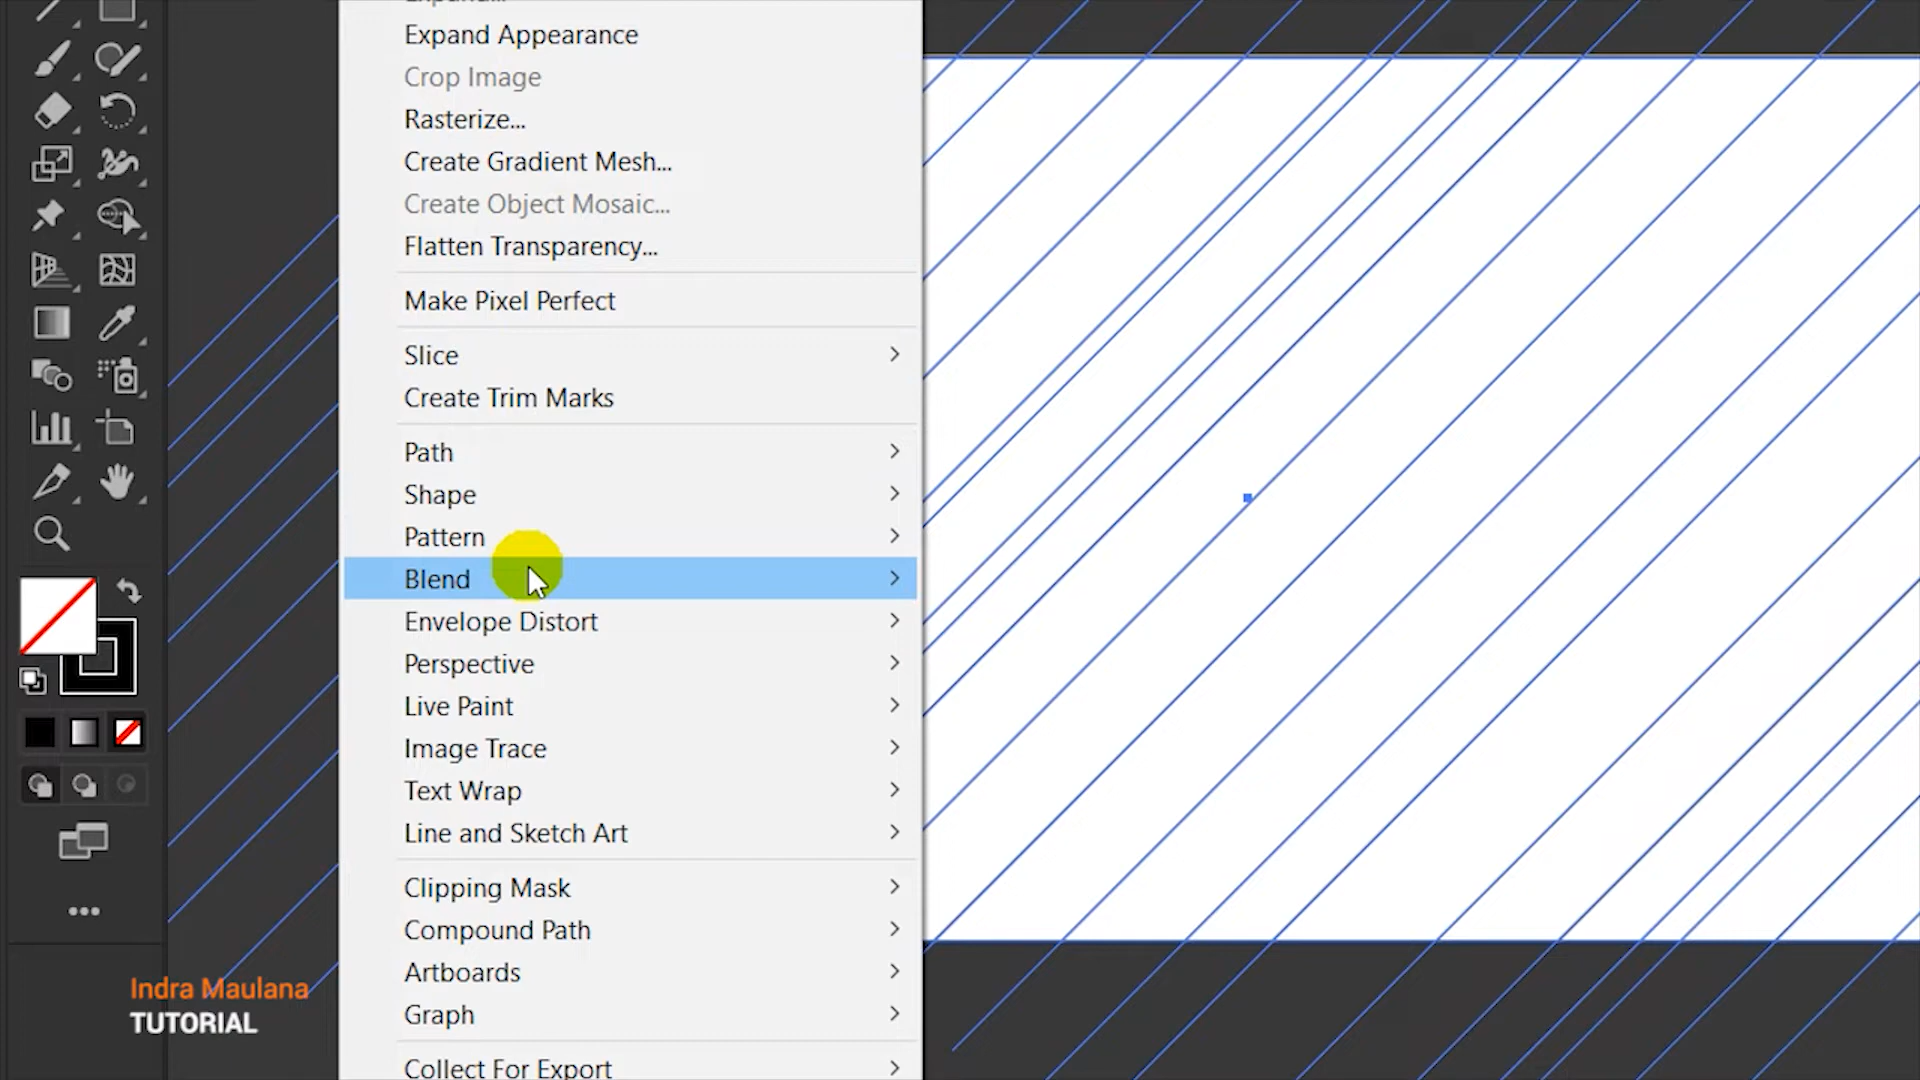 Expand Appearance
Crop Image
Rasterize...
Create Gradient Mesh...
Create Object Mosaic...
Flatten Transparency...
Make Pixel Perfect
Slice
Create Trim Marks
Path
Shape
Pattern
Blend
Envelope Distort
Perspective
Live Paint
Image Trace
Text Wrap
Line and Sketch Art
Clipping Mask
Compound Path
Artboards
Graph
Collect For Export
Indra Maulana
TUTORIAL